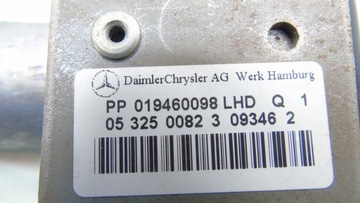 DaimlerChrysler AG Werk Hamburg
PP 019460098 LHD Q 1
05 325 0082 3 09346 2